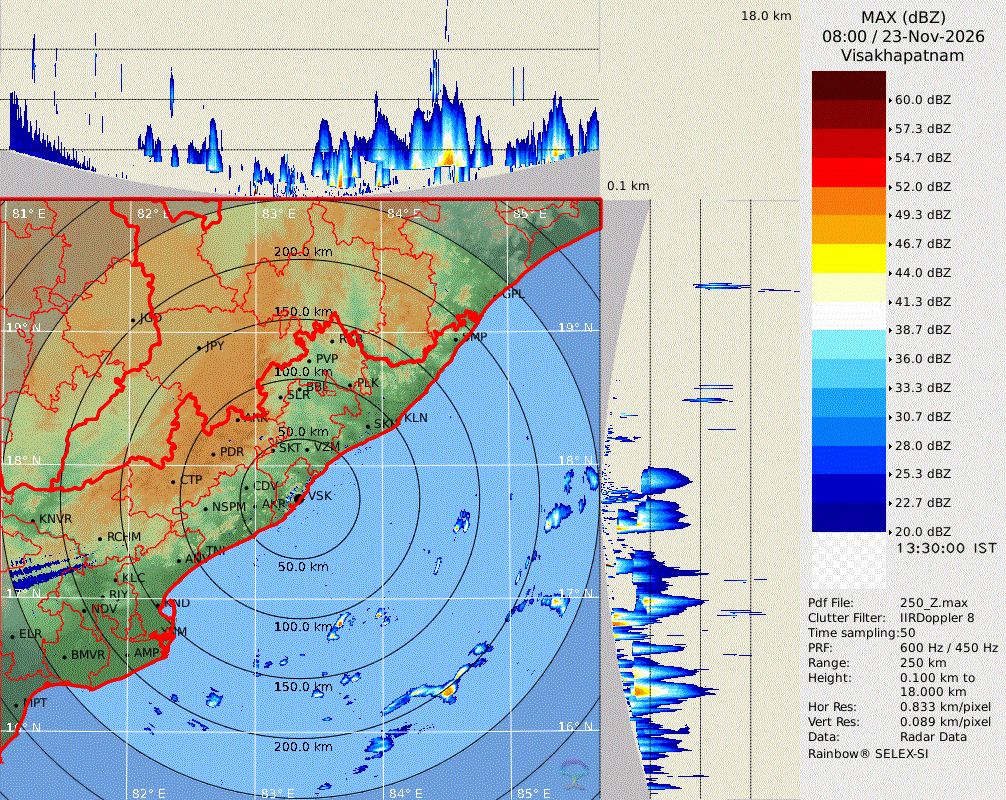 18.0 km
MAX (dBZ)
08:00 / 23-Nov-2026
Visakhapatnam
60.0 dBZ
57.3 dBZ
54.7 dBZ
52.0 dBZ
49.3 dBZ
46.7 dBZ
44.0 dBZ
41.3 dBZ
38.7 dBZ
36.0 dBZ
33.3 dBZ
30.7 dBZ
28.0 dBZ
25.3 dBZ
22.7 dBZ
20.0 dBZ
13:30:00 IST
Pdf File: 250_Z.max
Clutter Filter: IIRDoppler 8
Time sampling:50
PRF: 600 Hz / 450 Hz
Range: 250 km
Height: 0.100 km to
18.000 km
Hor Res: 0.833 km/pixel
Vert Res: 0.089 km/pixel
Data: Radar Data
Rainbow® SELEX-SI
0.1 km
81° E 82° E 83° E 84° E 85° E
200.0 km
GPL
150.0 km
JGD
19° N 19° N
SMP
JPY
PVP
100.0 km
BBL PLK
SLR
KLN
50.0 km
SKT VZM
PDR
18° N 18° N
CTP
CDV
VSK
NSPM AKP
KNVR
RCHM
TNI
50.0 km
KLC
RJY
17° N 17° N
KND
NDV
100.0 km
ELR
BMVR AMP
150.0 km
MPT
16° N 16° N
200.0 km
82° E 83° E 84° E 85° E